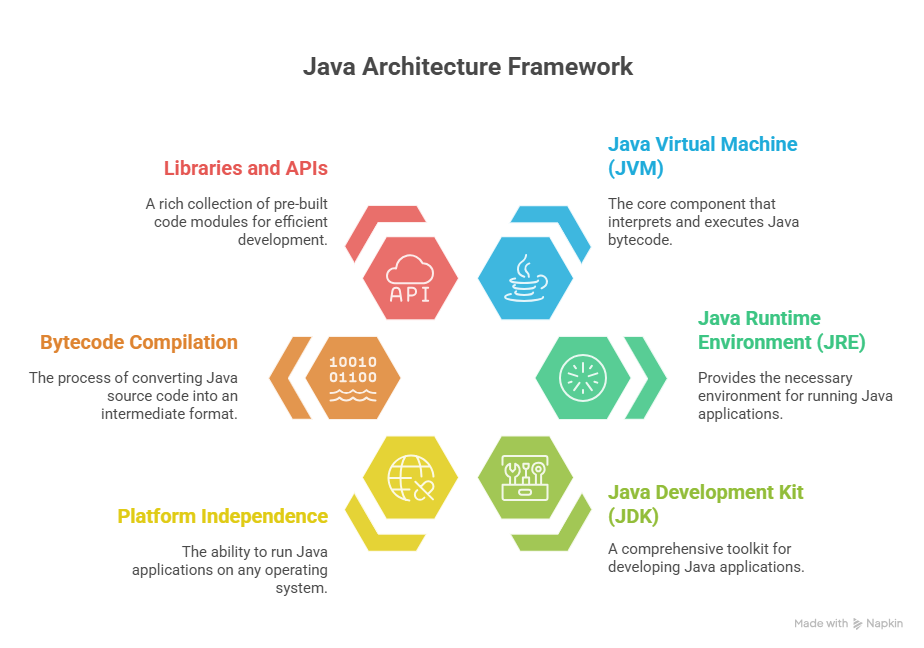 Java Architecture Framework
Libraries and APIs
A rich collection of pre-built
code modules for efficient
development.
Java Virtual Machine
(JVM)
The core component that
interprets and executes Java
bytecode.
API
Bytecode Compilation
The process of converting Java
source code into an
intermediate format.
10010
01100
Java Runtime
Environment (JRE)
Provides the necessary
environment for running Java
applications.
Platform Independence
The ability to run Java
applications on any operating
system.
Java Development Kit
(JDK)
A comprehensive toolkit for
developing Java applications.
Made with Napkin